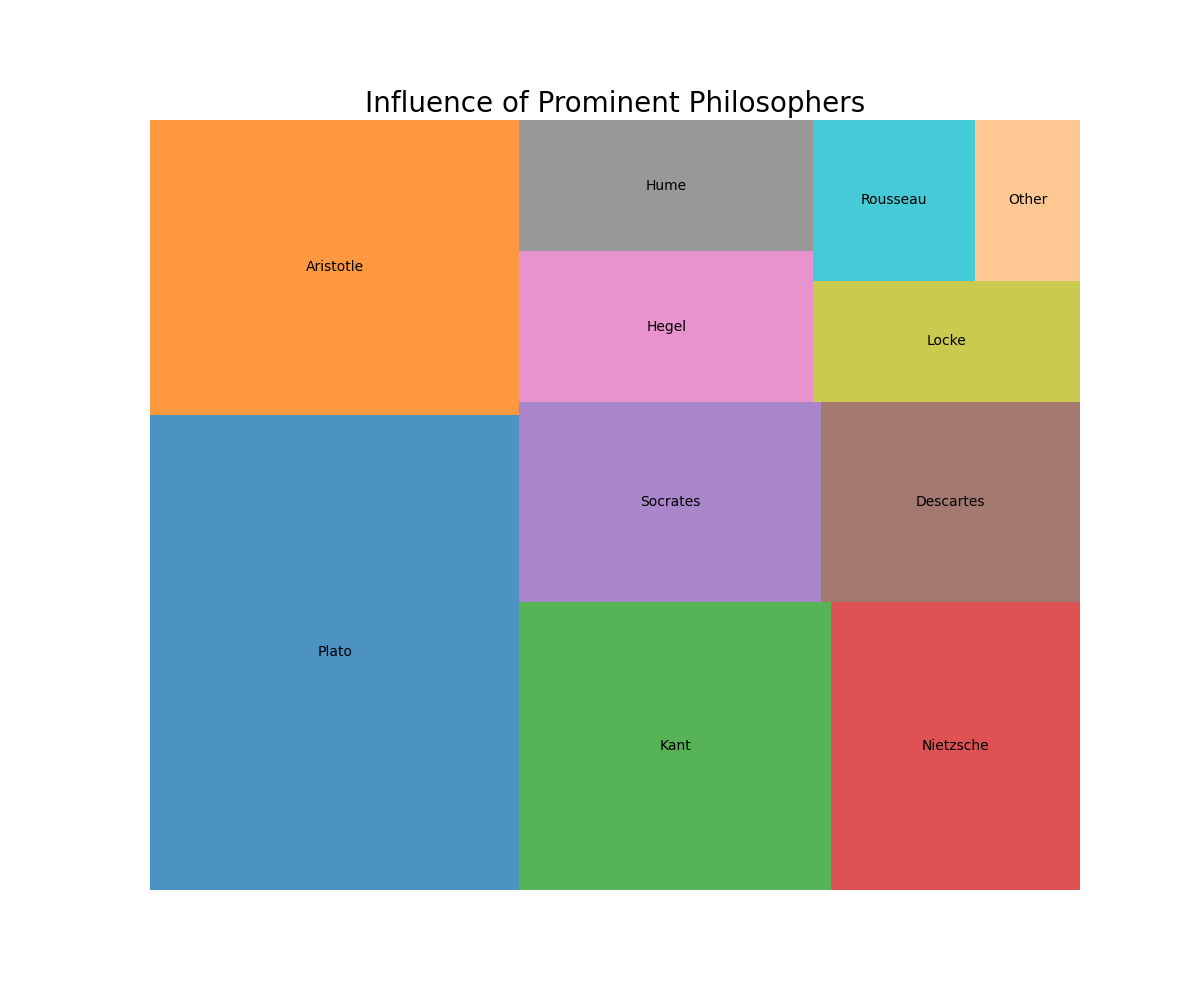 Influence of Prominent Philosophers
Aristotle
Hume
Rousseau
Other
Hegel
Locke
Socrates
Descartes
Plato
Kant
Nietzsche